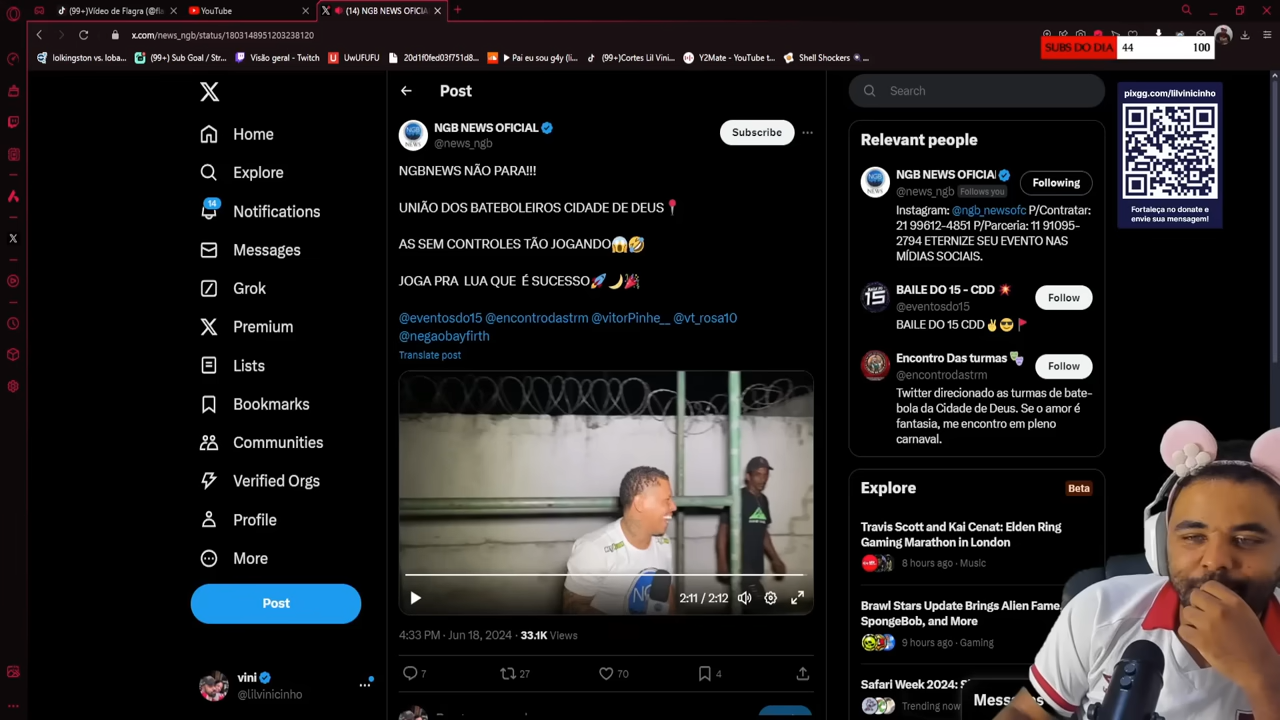 (99+)Vídeo de Flagra (@fla
YouTube
(14) NGB NEWS OFICIAL
x.com/news_ngb/status/1803148951203238120
lolkingston vs. loba...
(99+) Sub Goal / Str...
Visão geral - Twitch
UwUFUFU
20d1f0fed03f751d8...
Pai eu sou g4y (li...
(99+)Cortes Lil Vini...
Y2Mate - YouTube t...
Shell Shockers
SUBS DO DIA
44
100
Home
Explore
14
Notifications
Messages
Grok
Premium
Lists
Bookmarks
Communities
Verified Orgs
Profile
More
Post
vini
@lilvinicinho
Post
NGB NEWS OFICIAL
@news_ngb
Subscribe
NGBNEWS NÃO PARA!!!
UNIÃO DOS BATEBOLEIROS CIDADE DE DEUS📍
AS SEM CONTROLES TÃO JOGANDO😱🤣
JOGA PRA LUA QUE É SUCESSO🚀🌙🎉
@eventosdo15 @encontrodastrm @vitorPinhe__ @vt_rosa10
@negaobayfirth
Translate post
2:11 / 2:12
4:33 PM · Jun 18, 2024 · 33.1K Views
7
27
70
4
Search
Relevant people
NGB NEWS OFICIAL
@news_ngb Follows you
Following
Instagram: @ngb_newsofc P/Contratar:
21 99612-4851 P/Parceria: 11 91095-
2794 ETERNIZE SEU EVENTO NAS
MÍDIAS SOCIAIS.
BAILE DO 15 - CDD 💥
@eventosdo15
Follow
BAILE DO 15 CDD✌😎🚩
Encontro Das turmas🎭
@encontrodastrm
Follow
Twitter direcionado as turmas de bate-
bola da Cidade de Deus. Se o amor é
fantasia, me encontro em pleno
carnaval.
Explore
Beta
Travis Scott and Kai Cenat: Elden Ring
Gaming Marathon in London
8 hours ago · Music
Brawl Stars Update Brings Alien Fame,
SpongeBob, and More
9 hours ago · Gaming
Safari Week 2024:
Trending now
Messages
pixgg.com/lilvinicinho
Fortaleça no donate e
envie sua mensagem!